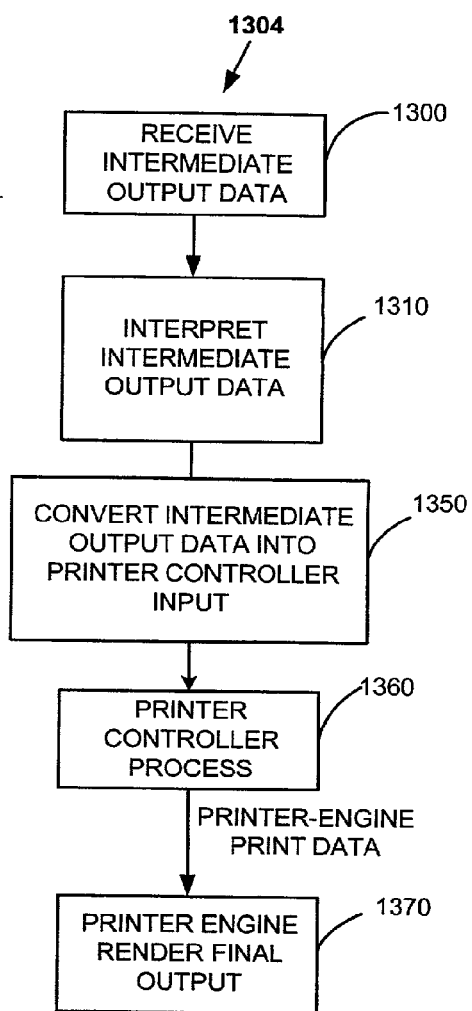 1304
1300
RECEIVE
INTERMEDIATE
OUTPUT DATA
1310
INTERPRET
INTERMEDIATE
OUTPUT DATA
1350
CONVERT INTERMEDIATE
OUTPUT DATA INTO
PRINTER CONTROLLER
INPUT
1360
PRINTER
CONTROLLER
PROCESS
PRINTER-ENGINE
PRINT DATA
1370
PRINTER ENGINE
RENDER FINAL
OUTPUT